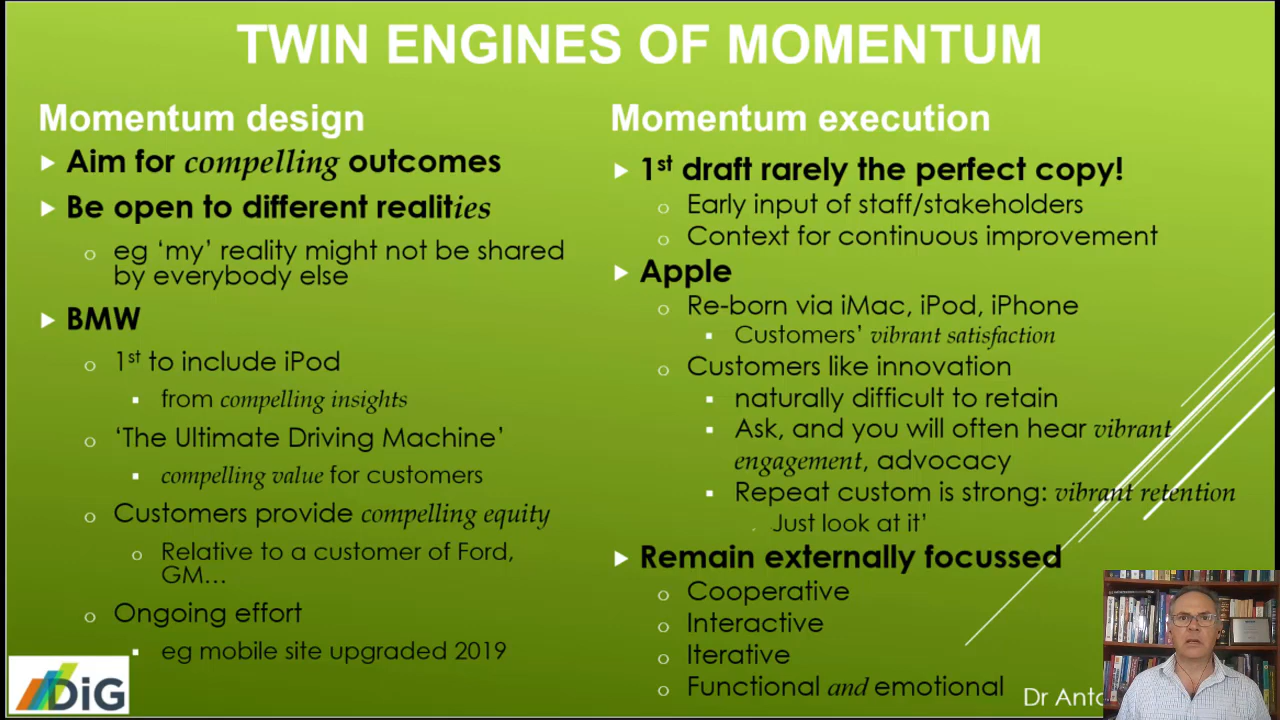 TWIN ENGINES OF MOMENTUM
Momentum design
Aim for compelling outcomes
Be open to different realities
eg ‘my’ reality might not be shared
by everybody else
BMW
1st to include iPod
from compelling insights
‘The Ultimate Driving Machine’
compelling value for customers
Customers provide compelling equity
Relative to a customer of Ford,
GM…
Ongoing effort
eg mobile site upgraded 2019
DiG
Momentum execution
1st draft rarely the perfect copy!
Early input of staff/stakeholders
Context for continuous improvement
Apple
Re-born via iMac, iPod, iPhone
Customers’ vibrant satisfaction
Customers like innovation
naturally difficult to retain
Ask, and you will often hear vibrant
engagement, advocacy
Repeat custom is strong: vibrant retention
Just look at it’
Remain externally focussed
Cooperative
Interactive
Iterative
Functional and emotional
Dr